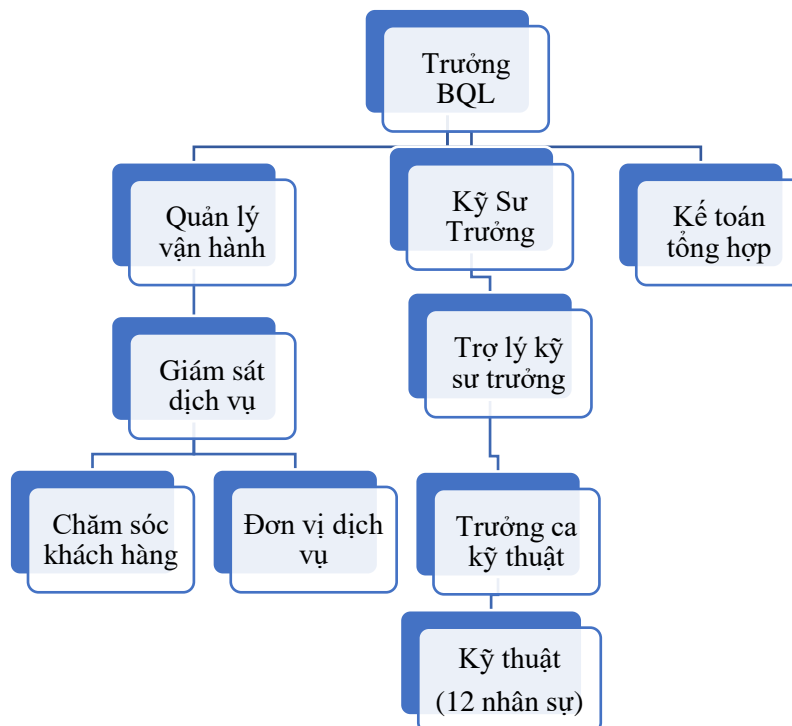 Trưởng
BQL
Quản lý
vận hành
Kỹ Sư
Trưởng
Kế toán
tổng hợp
Giám sát
dịch vụ
Trợ lý kỹ
sư trưởng
Chăm sóc
khách hàng
Đơn vị dịch
vụ
Trưởng ca
kỹ thuật
Kỹ thuật
(12 nhân sự)